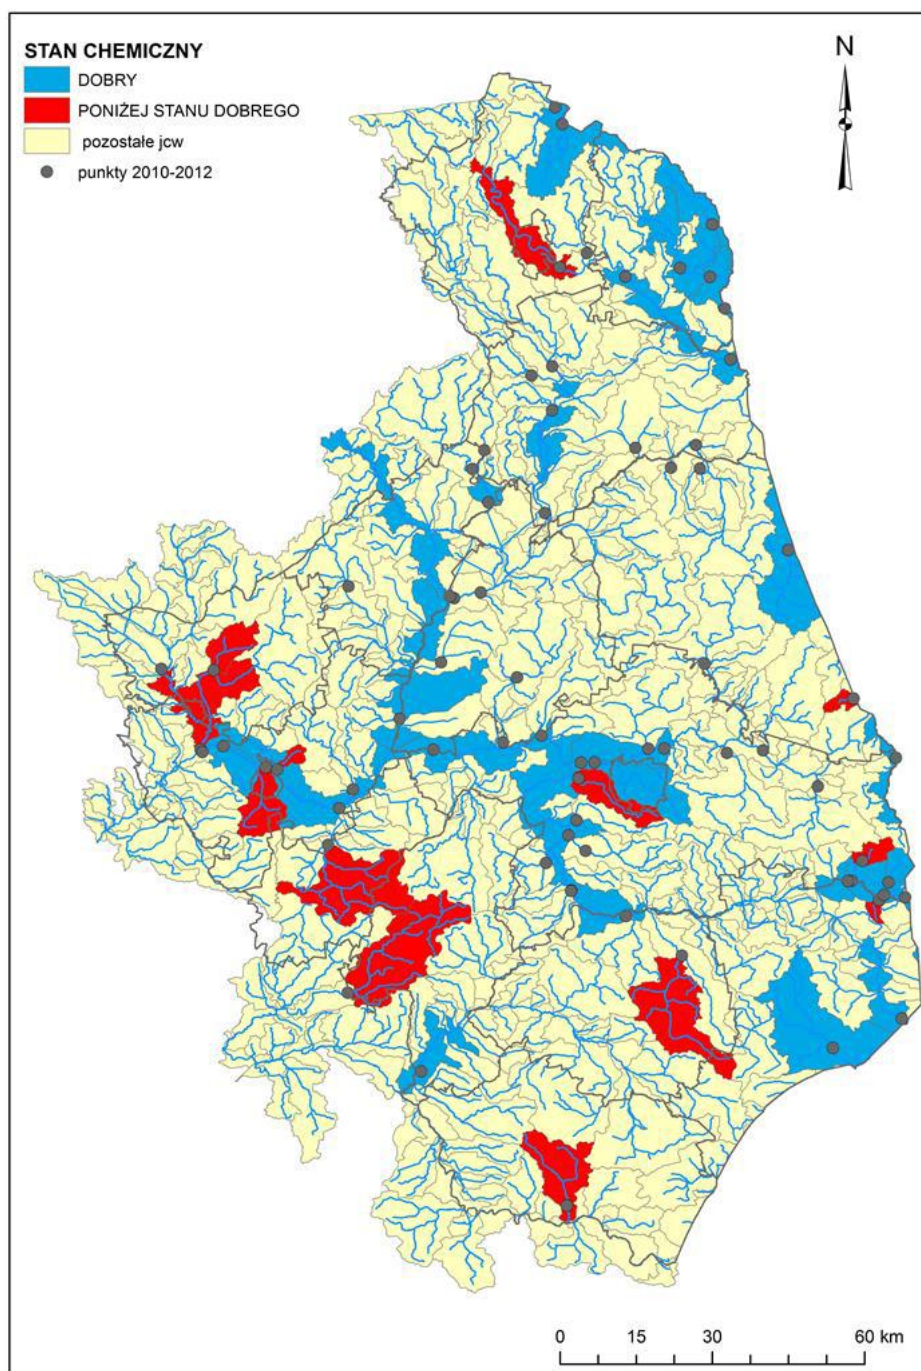 STAN CHEMICZNY
DOBRY
PONIŻEJ STANU DOBREGO
pozostałe jcw
punkty 2010-2012
N
0 15 30 60 km